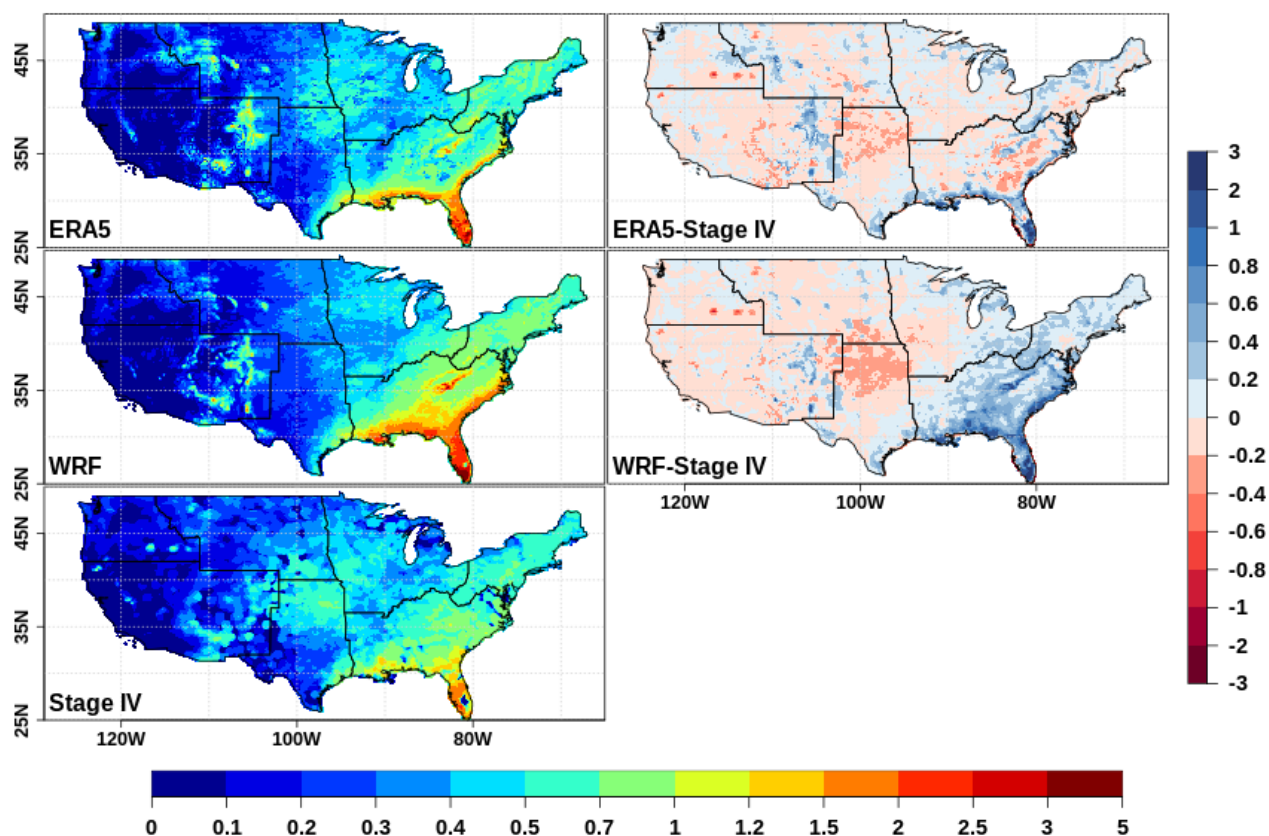 45N
35N
25N
ERA5
ERA5-Stage IV
45N
35N
25N
WRF
WRF-Stage IV
120W 100W 80W
45N
35N
25N
Stage IV
120W 100W 80W
3
2
1
0.8
0.6
0.4
0.2
0
-0.2
-0.4
-0.6
-0.8
-1
-2
-3
0 0.1 0.2 0.3 0.4 0.5 0.7 1 1.2 1.5 2 2.5 3 5